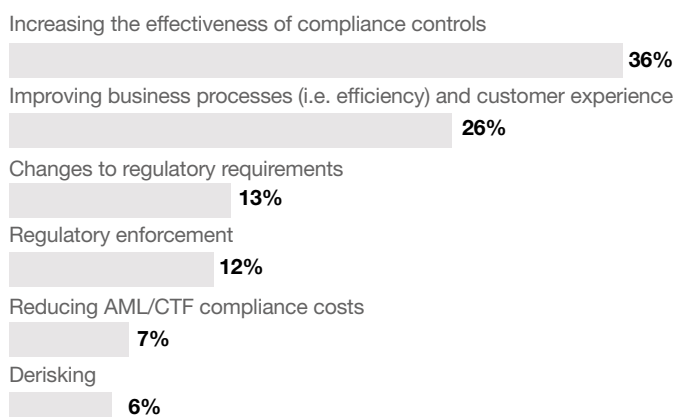 Increasing the effectiveness of compliance controls
36%
Improving business processes (i.e. efficiency) and customer experience
26%
Changes to regulatory requirements
13%
Regulatory enforcement
12%
Reducing AML/CTF compliance costs
7%
Derisking
6%